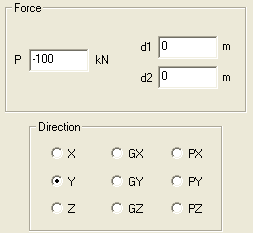 Force
P -100 kN
d1 0 m
d2 0 m
Direction
X GX PX
Y GY PY
Z GZ PZ